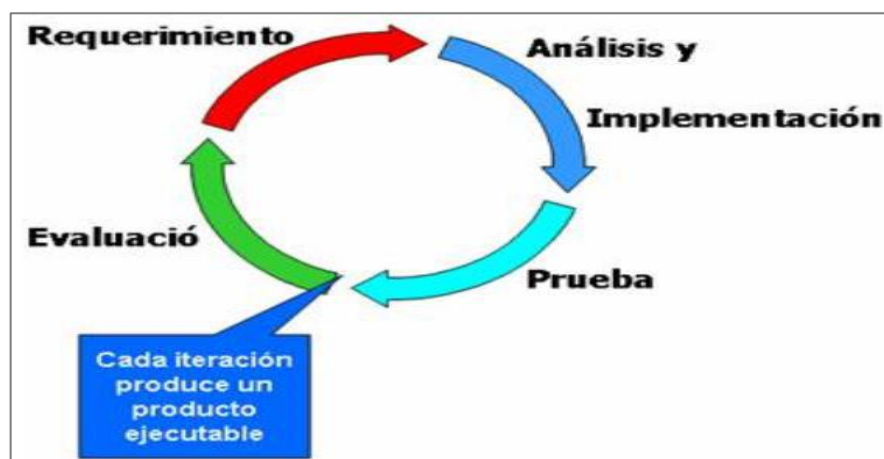 Requerimiento
Análisis y
Implementación
Evaluació
Prueba
Cada iteración
produce un
producto
ejecutable